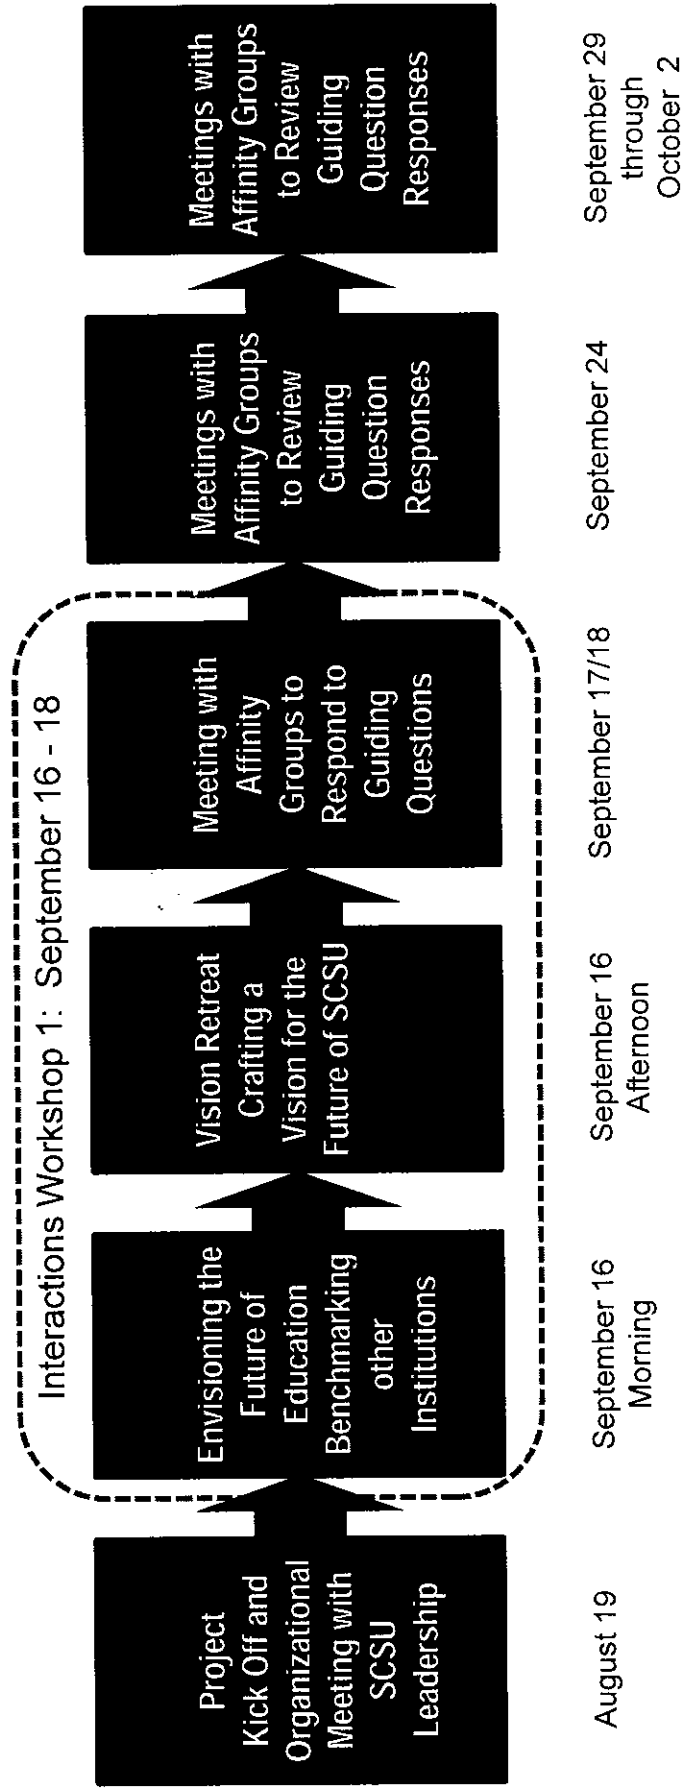 Interactions Workshop 1: September 16 - 18
Project
Kick Off and
Organizational
Meeting with
SCSU
Leadership
August 19
Envisioning the
Future of
Education
Benchmarking
other
Institutions
September 16
Morning
Vision Retreat
Crafting a
Vision for the
Future of SCSU
September 16
Afternoon
Meeting with
Affinity
Groups to
Respond to
Guiding
Questions
September 17/18
Meetings with
Affinity Groups
to Review
Guiding
Question
Responses
September 24
Meetings with
Affinity Groups
to Review
Guiding
Question
Responses
September 29
through
October 2